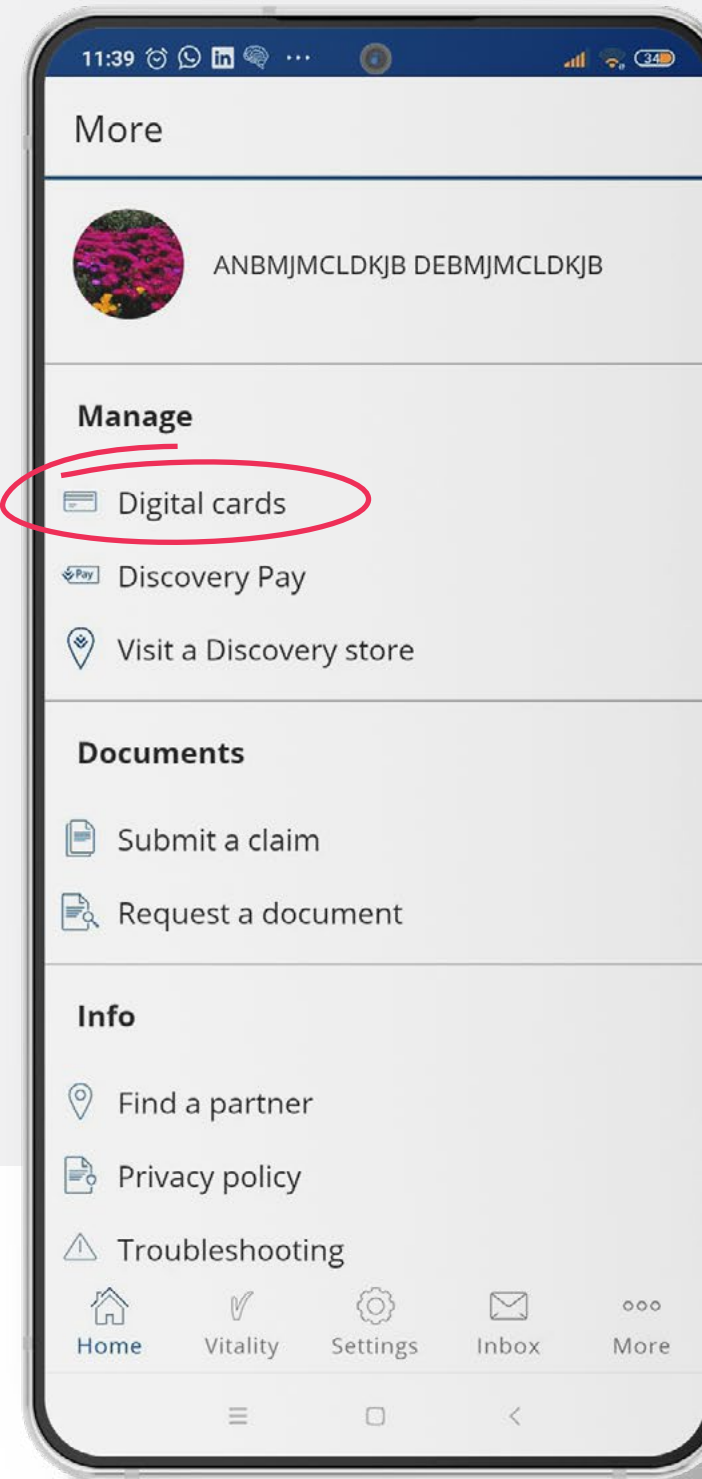 11:39
34
More
ANBMJMCLDKJB DEBMJMCLDKJB
Manage
Digital cards
Pay
Discovery Pay
Visit a Discovery store
Documents
Submit a claim
Request a document
Info
Find a partner
Privacy policy
Troubleshooting
Home Vitality Settings Inbox More